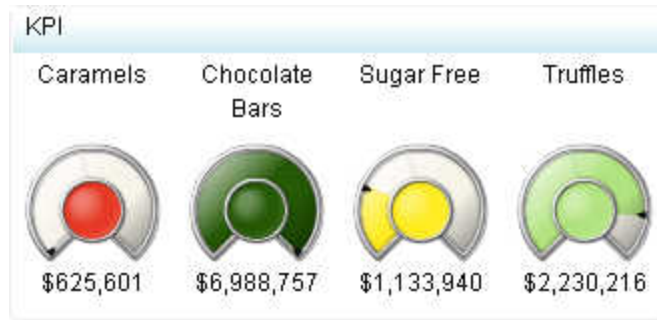 KPI
Caramels
Chocolate
Bars
Sugar Free
Truffles
$625,601
$6,988,757
$1,133,940
$2,230,216